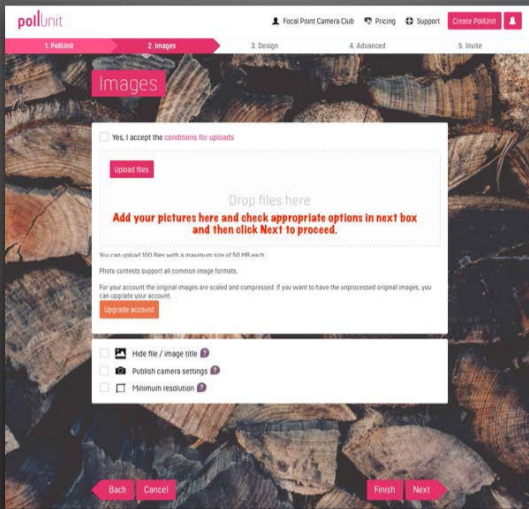 pollUnit
Focal Point Camera Club
Pricing
Support
Create PollUnit
1. PollUnit
2. Images
3. Design
4. Advanced
5. Invite
Images
Yes, I accept the conditions for uploads
Upload files
Drop files here
Add your pictures here and check appropriate options in next box
and then click Next to proceed.
You can upload 100 files with a maximum size of 50 MB each.
Photo contests support all common image formats.
For your account the original images are scaled and compressed. If you want to have the unprocessed original images, you
can upgrade your account.
Upgrade account
Hide file / image title ?
Publish camera settings ?
Minimum resolution ?
Back
Cancel
Finish
Next